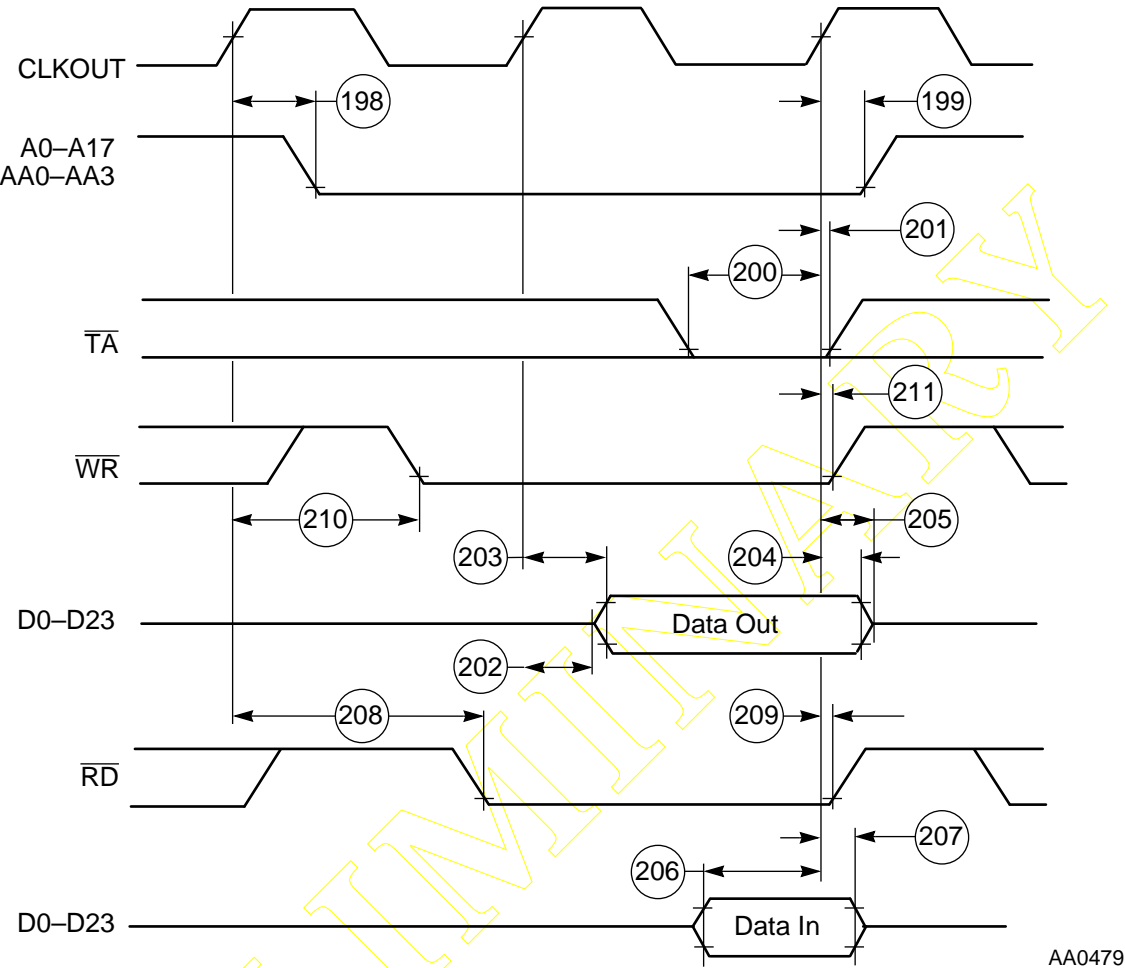 CLKOUT
198
199
A0–A17
AA0–AA3
201
200
TA
211
WR
210
205
203
204
D0–D23
Data Out
202
208
209
RD
207
206
D0–D23
Data In
AA0479
IMINARY